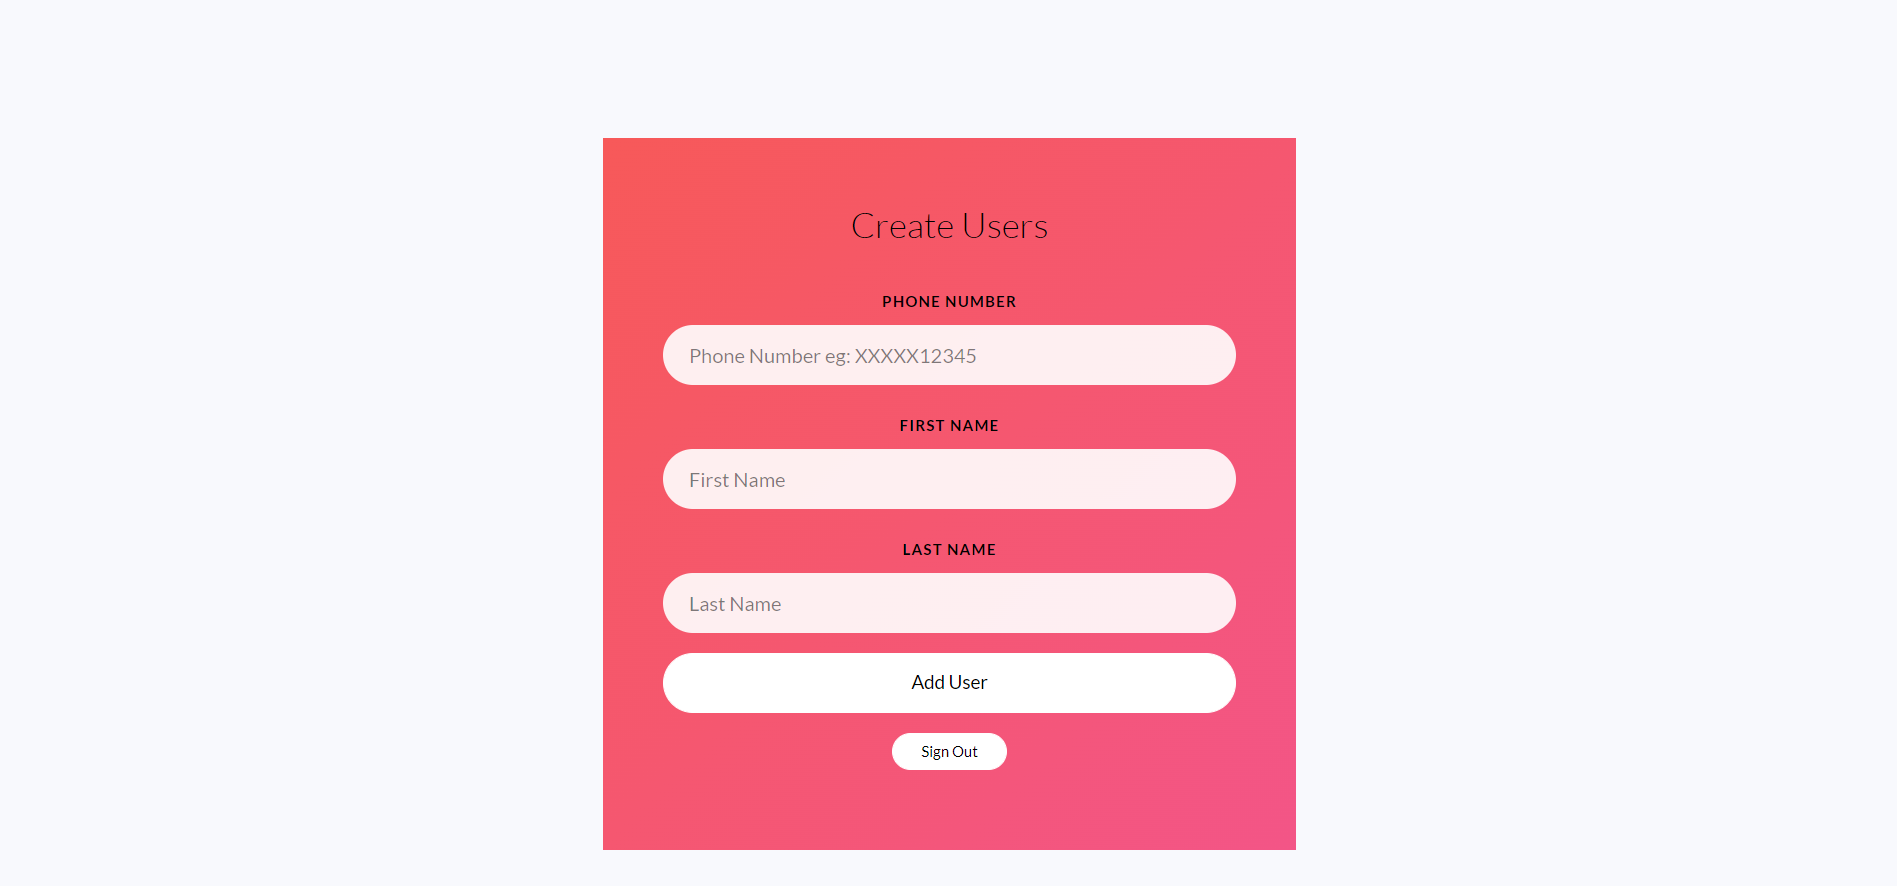 Create Users
PHONE NUMBER
Phone Number eg: XXXXX12345
FIRST NAME
First Name
LAST NAME
Last Name
Add User
Sign Out